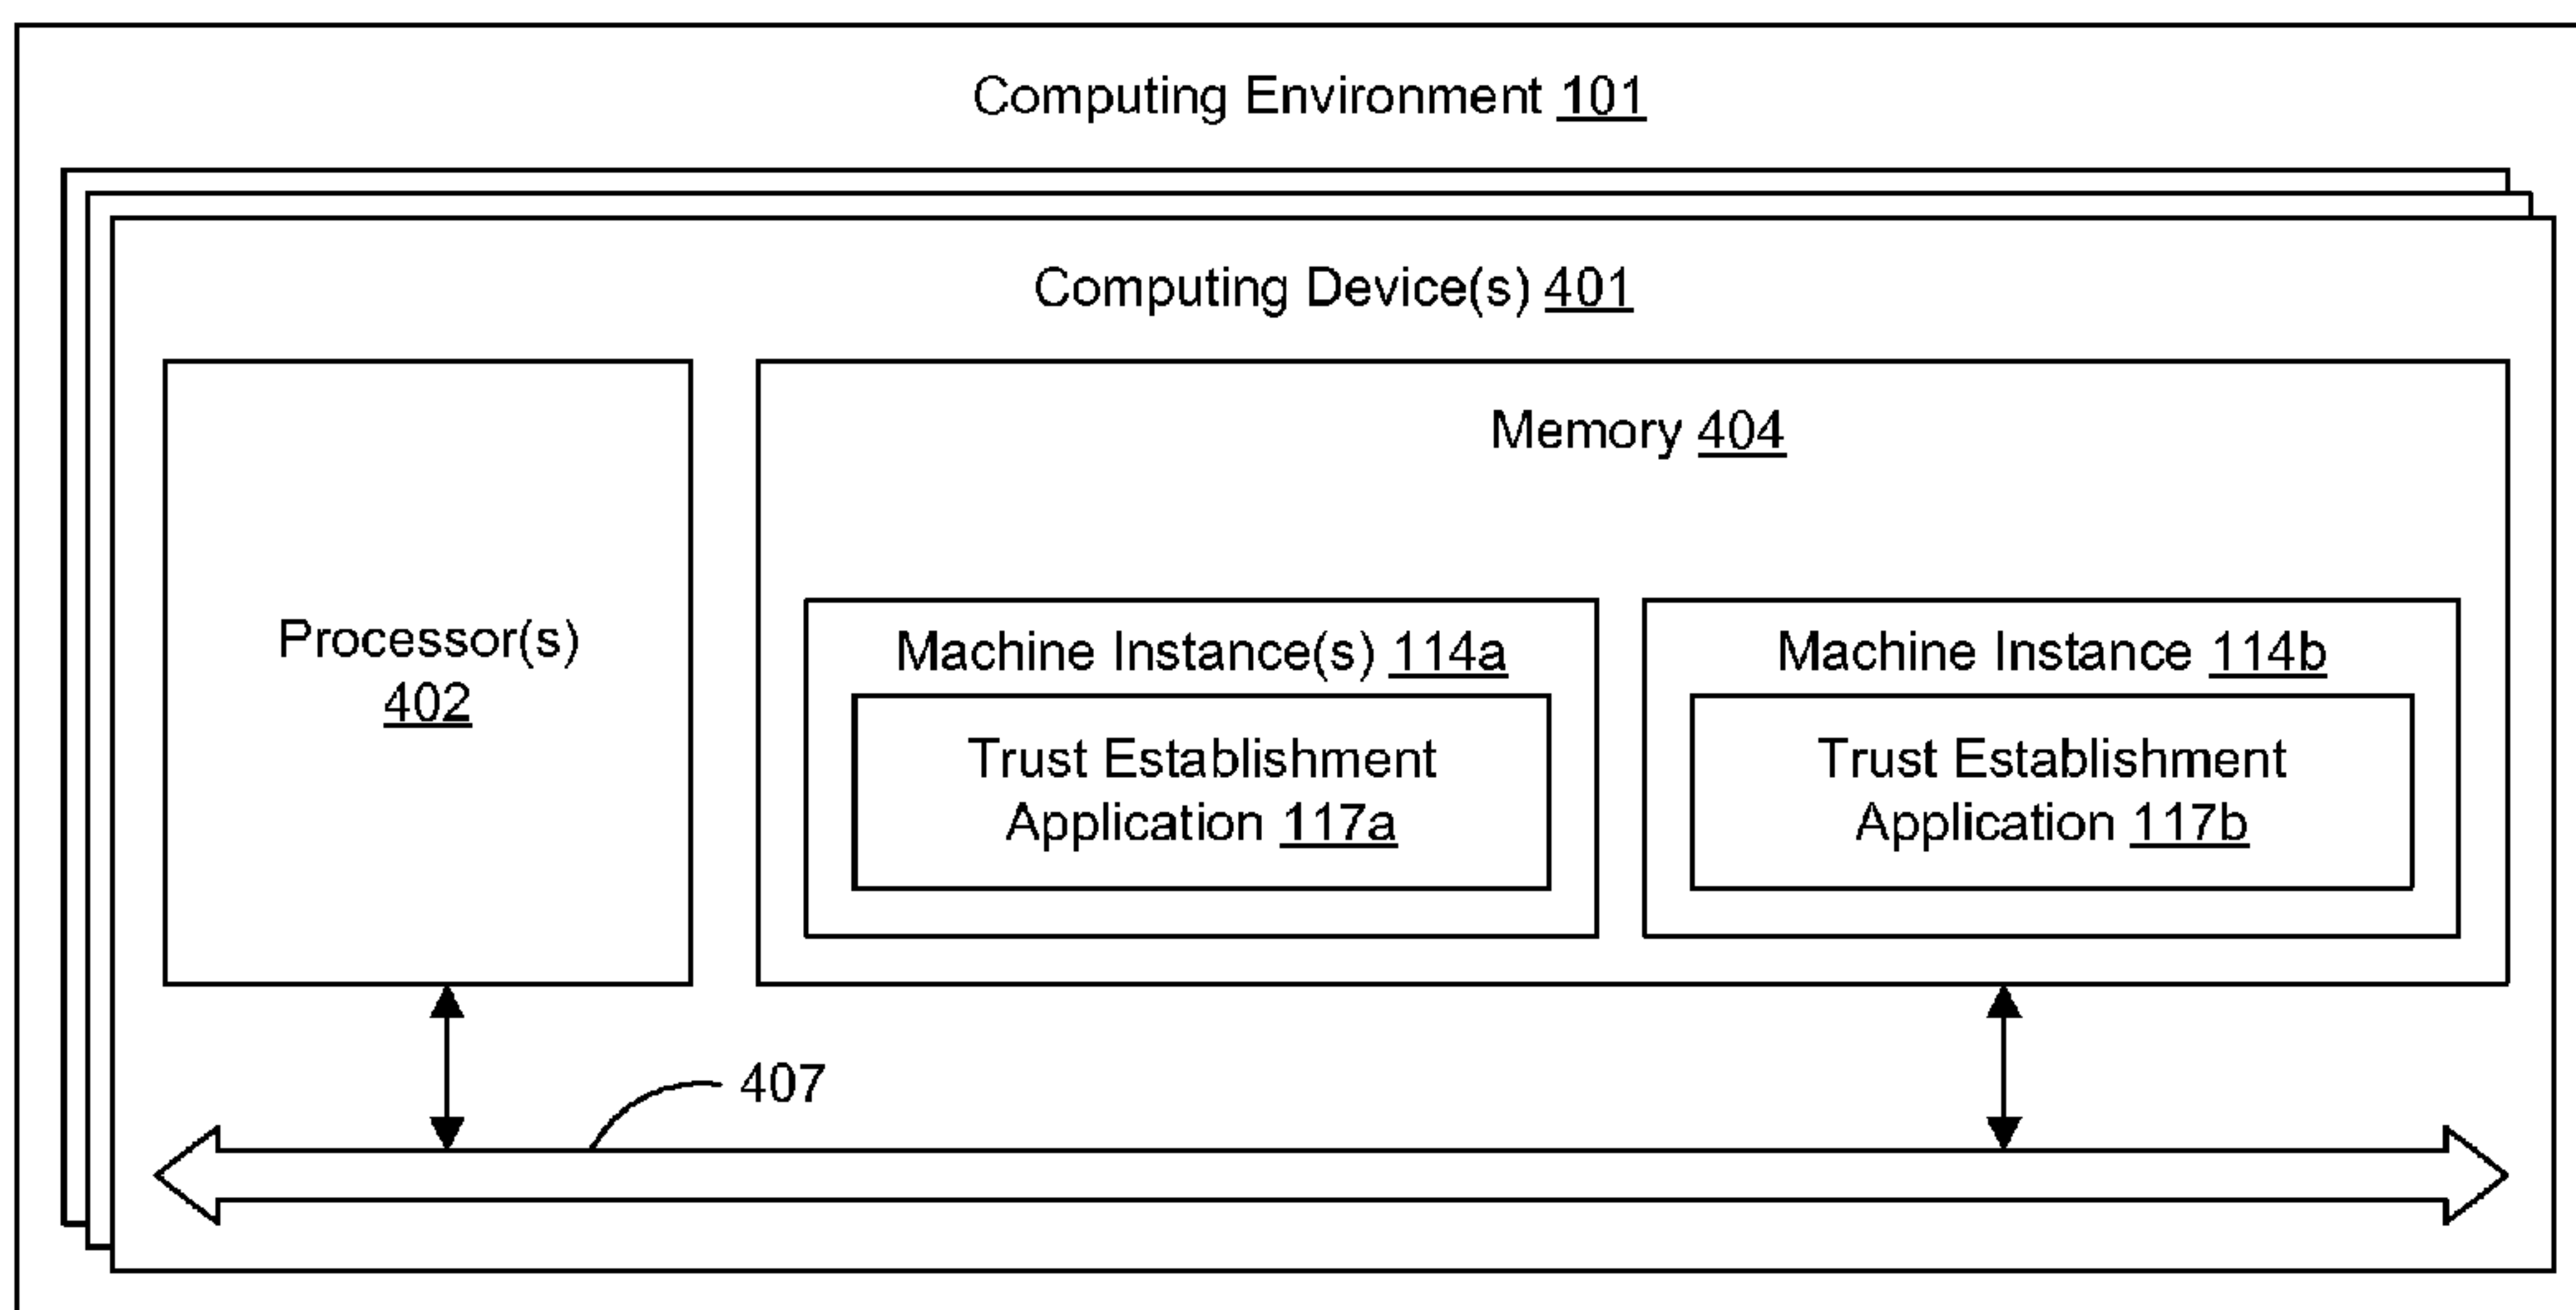 Computing Environment 101
Computing Device(s) 401
Processor(s)
402
Memory 404
Machine Instance(s) 114a
Trust Establishment
Application 117a
Machine Instance 114b
Trust Establishment
Application 117b
407